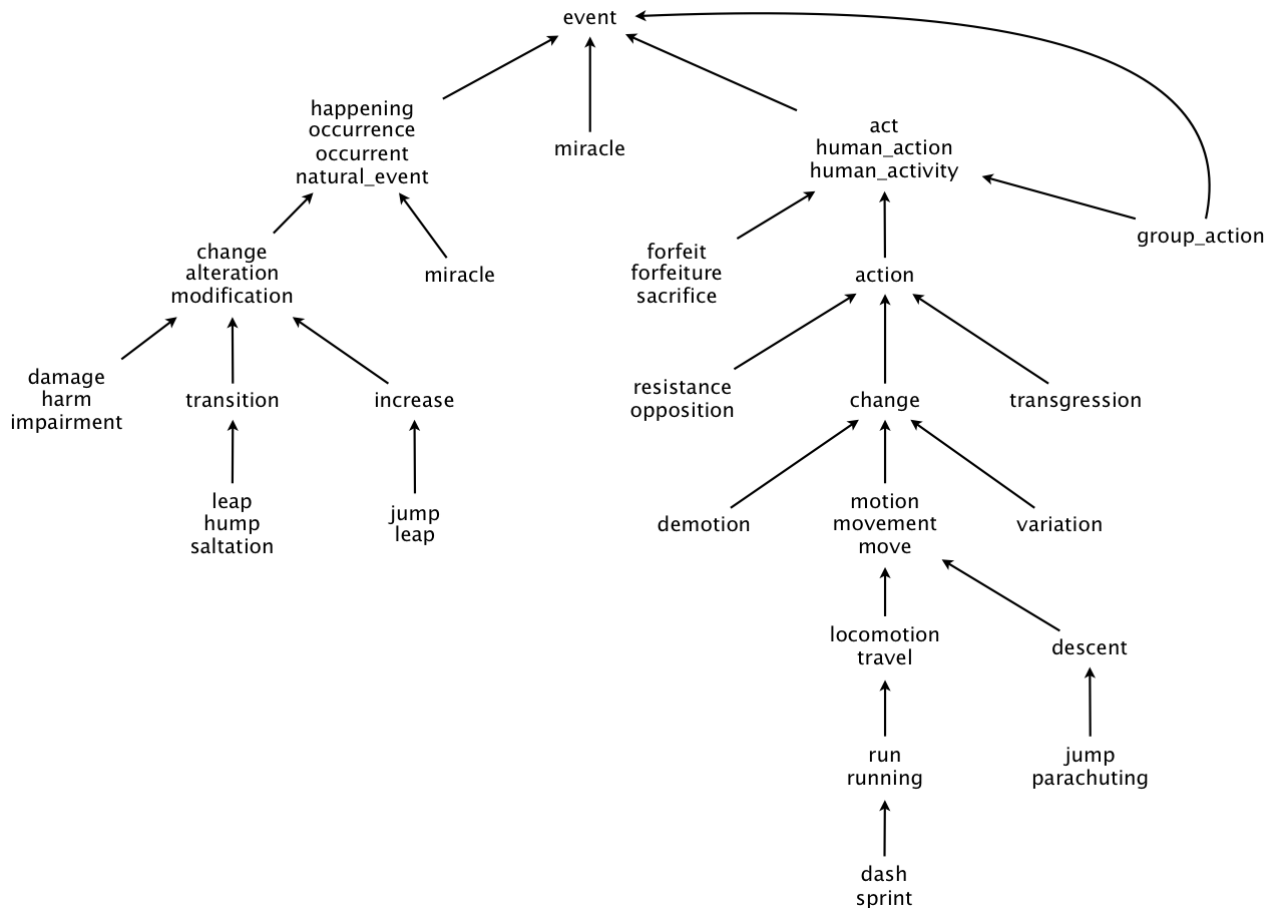 event
happening
occurrence
occurrent
natural_event
miracle
act
human_action
human_activity
group_action
change
alteration
modification
miracle
forfeit
forfeiture
sacrifice
action
damage
harm
impairment
transition
increase
resistance
opposition
change
transgression
leap
hump
saltation
jump
leap
demotion
motion
movement
move
variation
locomotion
travel
descent
run
running
jump
parachuting
dash
sprint